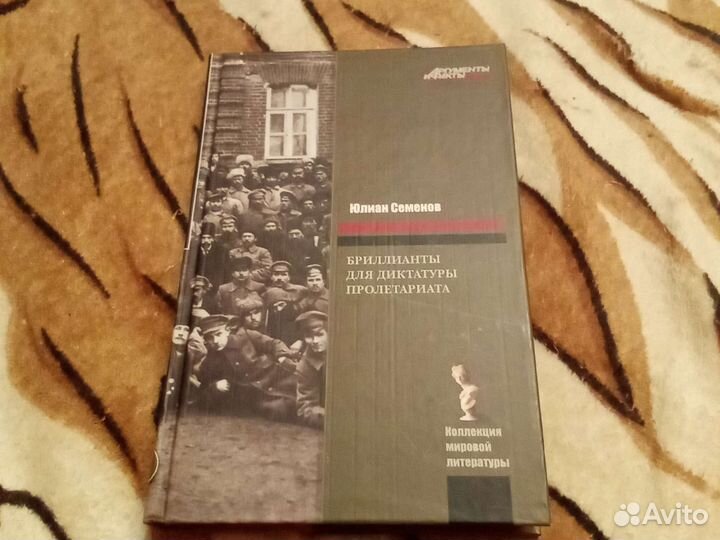 АРГУМЕНТЫ
И ФАКТЫ
Юлиан Семенов
БРИЛЛИАНТЫ
ДЛЯ ДИКТАТУРЫ
ПРОЛЕТАРИАТА
Коллекция
мировой
литературы
Avito